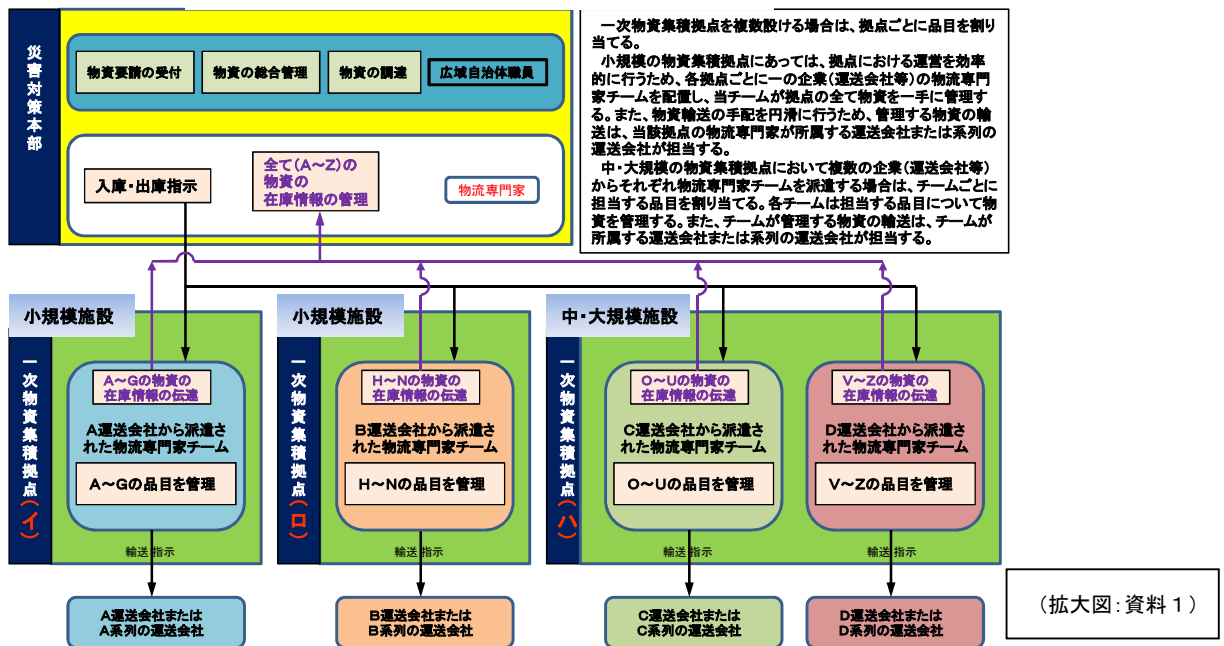 災害対策本部
物資要請の受付
物資の総合管理
物資の調達
広域自治体職員
入庫・出庫指示
全て(A～Z)の
物資の
在庫情報の管理
物流専門家
一次物資集積拠点を複数設ける場合は、拠点ごとに品目を割り
当てる。
小規模の物資集積拠点にあっては、拠点における運営を効率
的に行うため、各拠点ごとに一の企業(運送会社等)の物流専門
家チームを配置し、当チームが拠点の全て物資を一手に管理す
る。また、物資輸送の手配を円滑に行うため、管理する物資の輸
送は、当該拠点の物流専門家が所属する運送会社または系列の
運送会社が担当する。
中・大規模の物資集積拠点において複数の企業(運送会社等)
からそれぞれ物流専門家チームを派遣する場合は、チームごとに
担当する品目を割り当てる。各チームは担当する品目について物
資を管理する。また、チームが管理する物資の輸送は、チームが
所属する運送会社または系列の運送会社が担当する。
小規模施設
一次物資集積拠点(イ)
A～Gの物資の
在庫情報の伝達
A運送会社から派遣さ
れた物流専門家チーム
A～Gの品目を管理
輸送 指示
A運送会社または
A系列の運送会社
小規模施設
一次物資集積拠点(ロ)
H～Nの物資の
在庫情報の伝達
B運送会社から派遣さ
れた物流専門家チーム
H～Nの品目を管理
輸送 指示
B運送会社または
B系列の運送会社
中・大規模施設
一次物資集積拠点(ハ)
O～Uの物資の
在庫情報の伝達
C運送会社から派遣さ
れた物流専門家チーム
O～Uの品目を管理
輸送 指示
C運送会社または
C系列の運送会社
V～Zの物資の
在庫情報の伝達
D運送会社から派遣さ
れた物流専門家チーム
V～Zの品目を管理
輸送 指示
D運送会社または
D系列の運送会社
(拡大図:資料1)